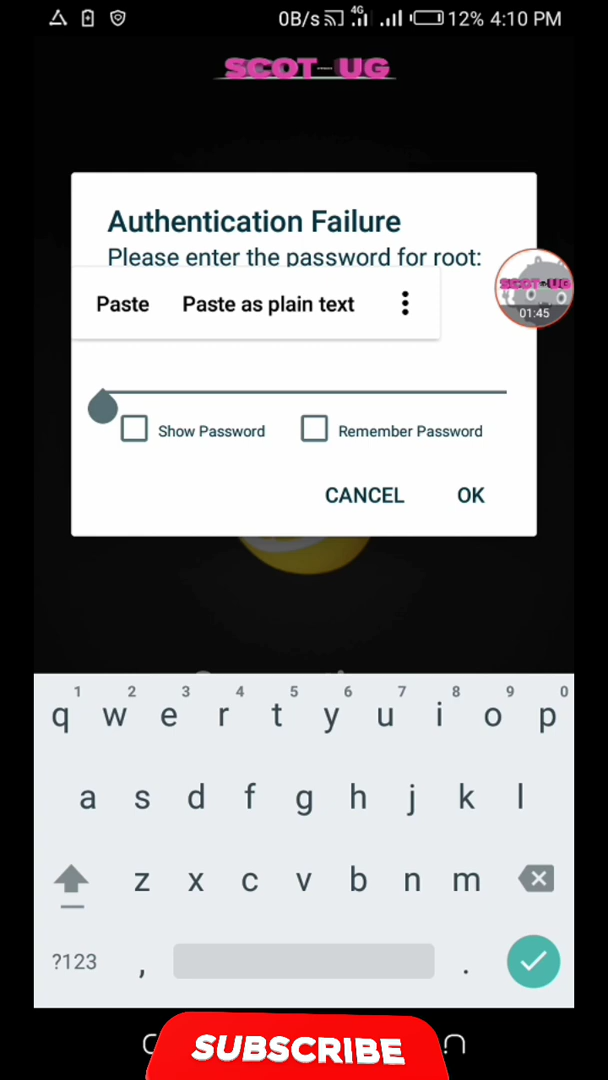 0B/s 4G 12% 4:10 PM
SCOT-UG
Authentication Failure
Please enter the password for root:
Paste Paste as plain text
SCOT-UG
01:45
Show Password Remember Password
CANCEL OK
1 2 3 4 5 6 7 8 9 0
q w e r t y u i o p
a s d f g h j k l
z x c v b n m
?123 , .
SUBSCRIBE